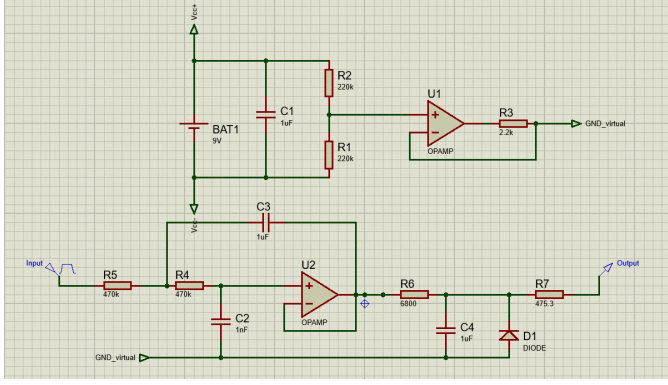 Vcc+
R2
220k
C1
1uF
BAT1
9V
R1
220k
U1
OPAMP
R3
2.2k
GND_virtual
Vcc-
C3
1uF
Input
R5
470k
R4
470k
U2
OPAMP
C2
1nF
R6
6800
C4
1uF
R7
475.3
Output
D1
DIODE
GND_virtual